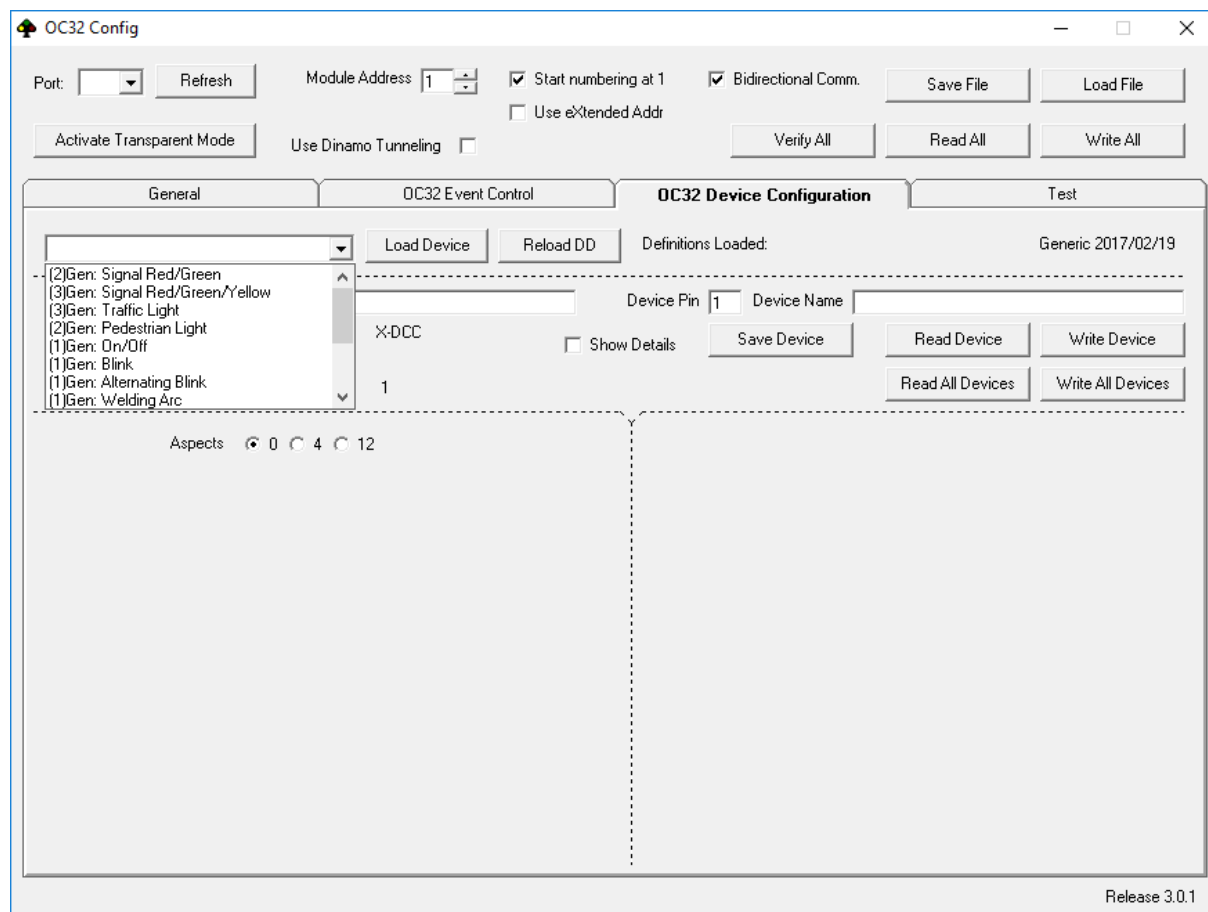 OC32 Config
Port: Refresh Module Address 1 Start numbering at 1 Bidirectional Comm. Save File Load File
Use eXtended Addr
Activate Transparent Mode Use Dinamo Tunneling Verify All Read All Write All
General OC32 Event Control OC32 Device Configuration Test
Load Device Reload DD Definitions Loaded: Generic 2017/02/19
(2)Gen: Signal Red/Green
(3)Gen: Signal Red/Green/Yellow
(3)Gen: Traffic Light
(2)Gen: Pedestrian Light
(1)Gen: On/Off
(1)Gen: Blink
(1)Gen: Alternating Blink
(1)Gen: Welding Arc
Device Pin 1 Device Name
X-DCC Show Details Save Device Read Device Write Device
1 Read All Devices Write All Devices
Aspects 0 4 12
Release 3.0.1